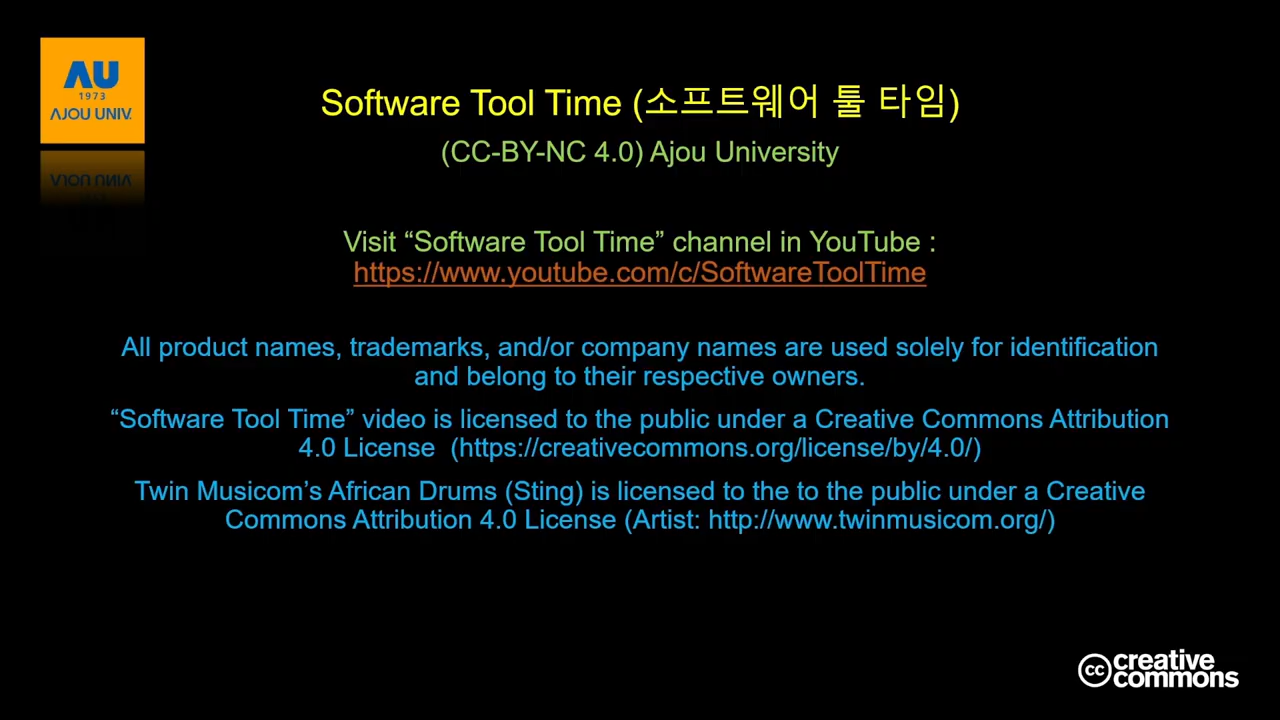 AU
1973
AJOU UNIV.
Software Tool Time (소프트웨어 툴 타임)
(CC-BY-NC 4.0) Ajou University
Visit “Software Tool Time” channel in YouTube :
https://www.youtube.com/c/SoftwareToolTime
All product names, trademarks, and/or company names are used solely for identification
and belong to their respective owners.
“Software Tool Time” video is licensed to the public under a Creative Commons Attribution
4.0 License (https://creativecommons.org/license/by/4.0/)
Twin Musicom’s African Drums (Sting) is licensed to the to the public under a Creative
Commons Attribution 4.0 License (Artist: http://www.twinmusicom.org/)
cc creative
commons